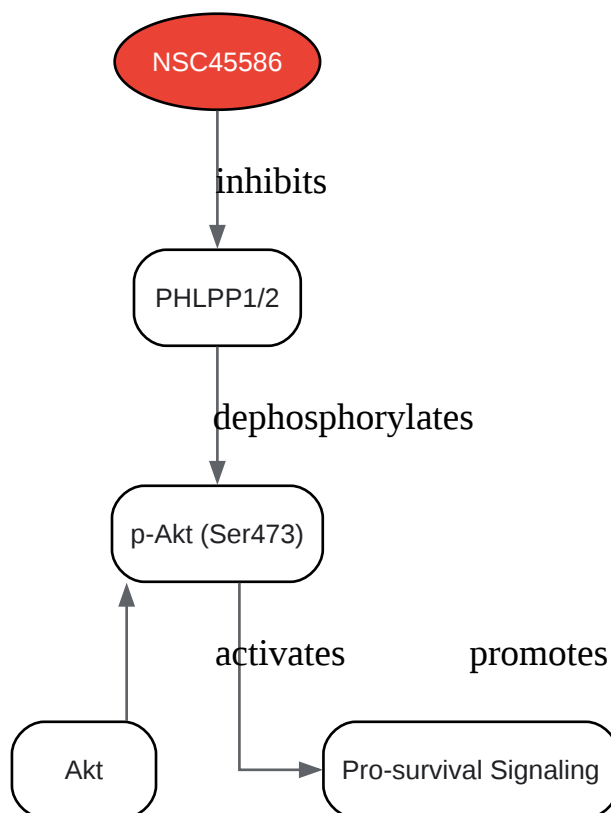 NSC45586
inhibits
PHLPP1/2
dephosphorylates
p-Akt (Ser473)
activates
promotes
Akt
Pro-survival Signaling